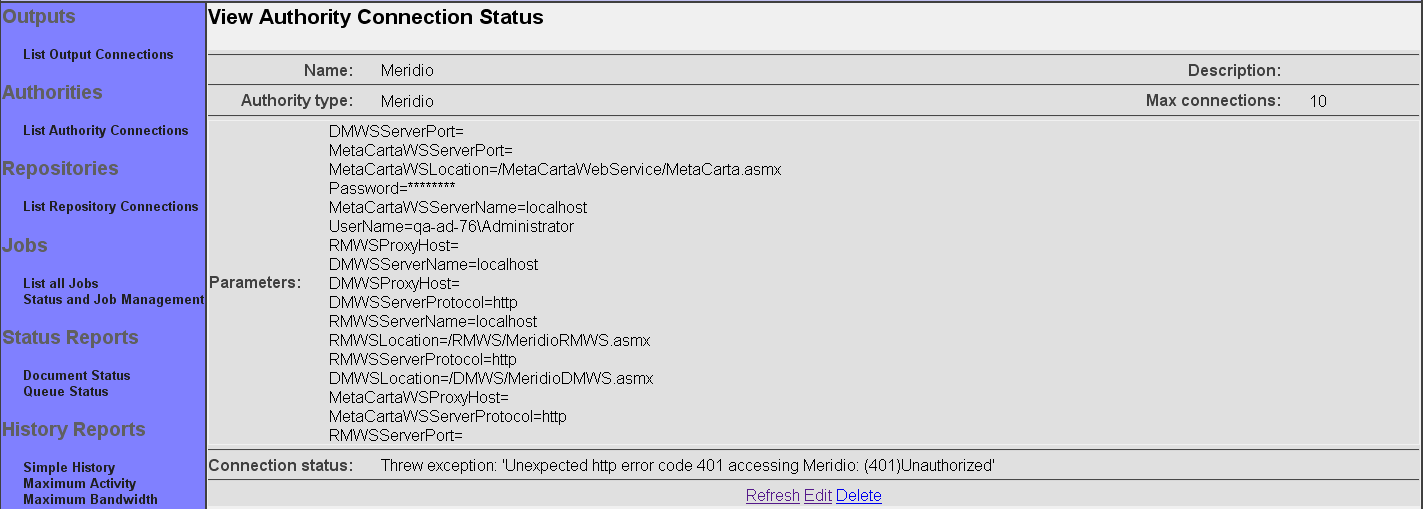 Outputs
List Output Connections
Authorities
List Authority Connections
Repositories
List Repository Connections
Jobs
List all Jobs
Status and Job Management
Status Reports
Document Status
Queue Status
History Reports
Simple History
Maximum Activity
Maximum Bandwidth
View Authority Connection Status
Name: Meridio Description:
Authority type: Meridio Max connections: 10
Parameters:
DMWSServerPort=
MetaCartaWSServerPort=
MetaCartaWSLocation=/MetaCartaWebService/MetaCarta.asmx
Password=********
MetaCartaWSServerName=localhost
UserName=qa-ad-76\Administrator
RMWSProxyHost=
DMWSServerName=localhost
DMWSProxyHost=
DMWSServerProtocol=http
RMWSServerName=localhost
RMWSLocation=/RMWS/MeridioRMWS.asmx
RMWSServerProtocol=http
DMWSLocation=/DMWS/MeridioDMWS.asmx
MetaCartaWSProxyHost=
MetaCartaWSServerProtocol=http
RMWSServerPort=
Connection status: Threw exception: 'Unexpected http error code 401 accessing Meridio: (401)Unauthorized'
Refresh Edit Delete